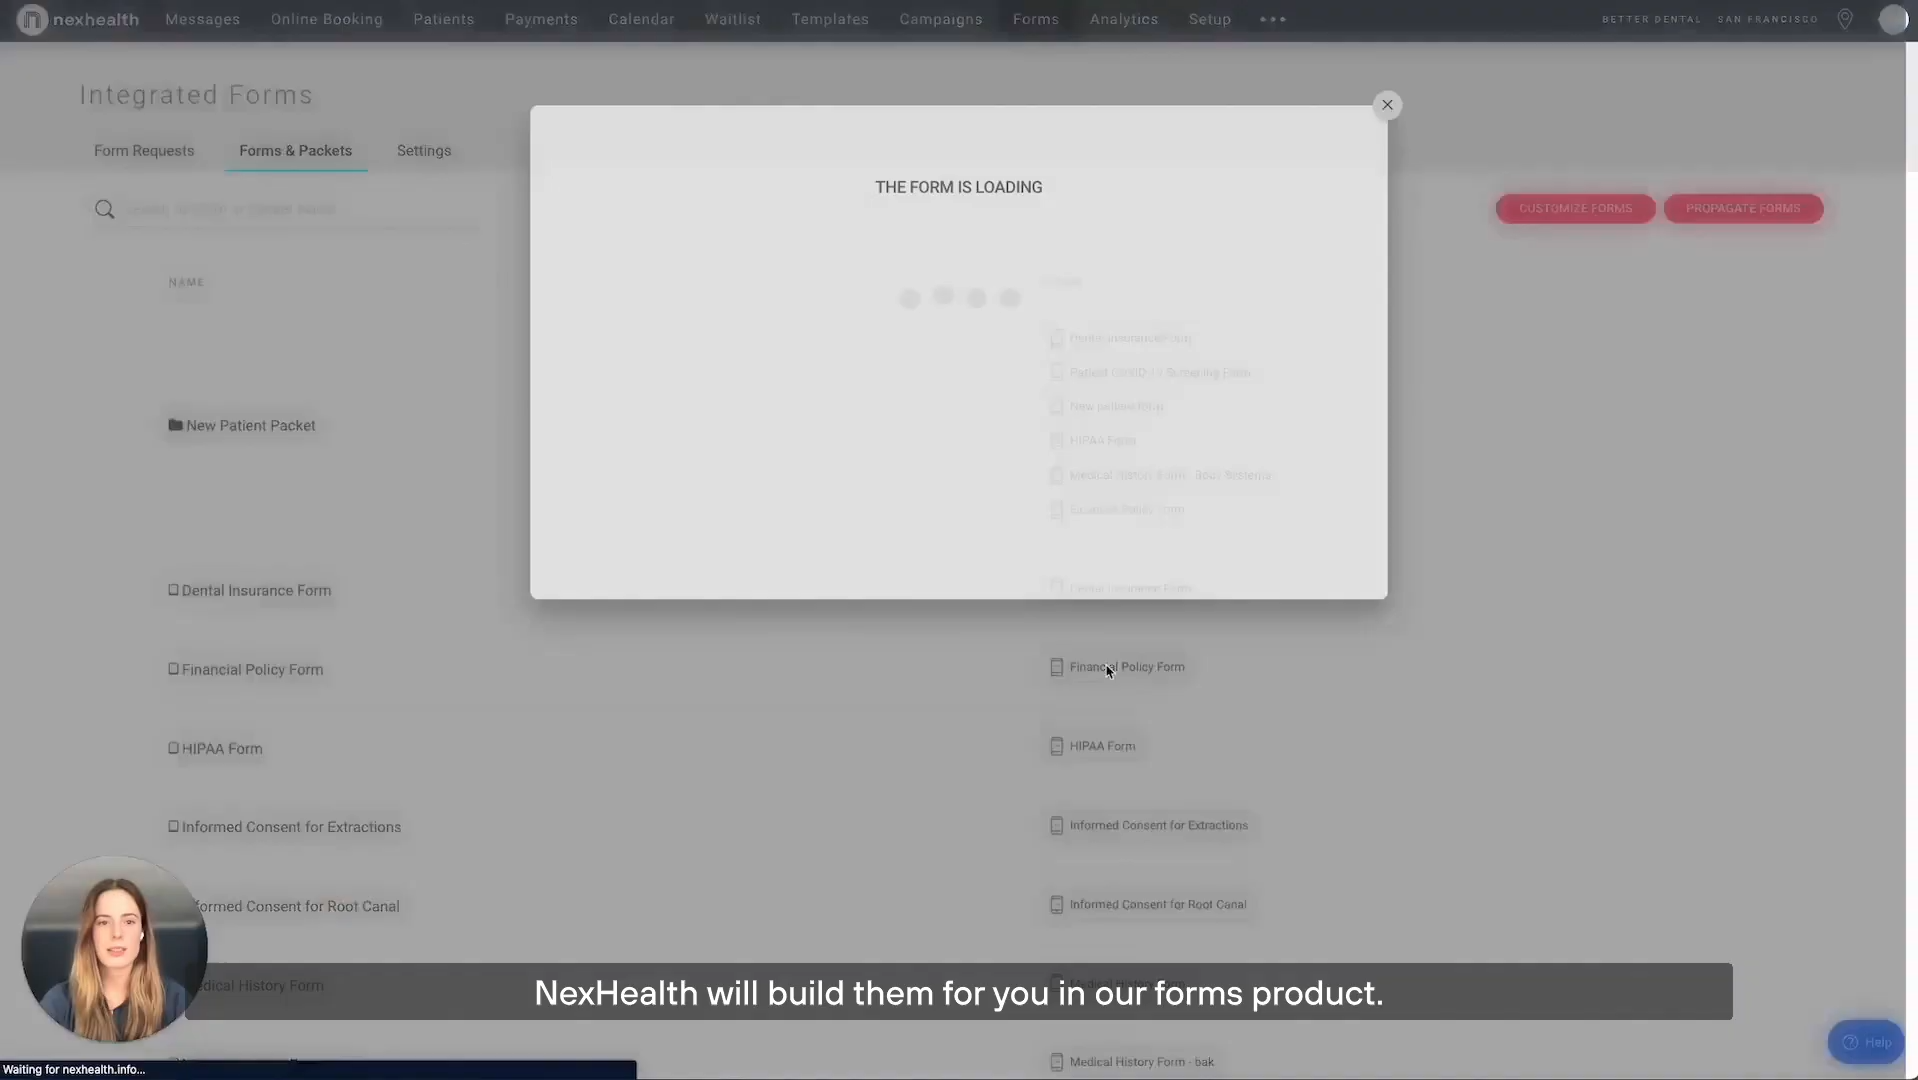 nexhealth
Messages
Online Booking
Patients
Payments
Calendar
Waitlist
Templates
Campaigns
Forms
Analytics
Setup
BETTER DENTAL
SAN FRANCISCO
Integrated Forms
Form Requests
Forms & Packets
Settings
THE FORM IS LOADING
CUSTOMIZE FORMS
PROPAGATE FORMS
NAME
Dental Insurance Form
Patient COVID-19 Screening Form
New patient form
New Patient Packet
HIPAA Form
Medical History Form - Body Systems
Dental Insurance Form
Dental Insurance Form
Financial Policy Form
Financial Policy Form
HIPAA Form
HIPAA Form
Informed Consent for Extractions
Informed Consent for Extractions
formed Consent for Root Canal
Informed Consent for Root Canal
edical History Form
NexHealth will build them for you in our forms product.
Help
Medical History Form - bak
Waiting for nexhealth.info...